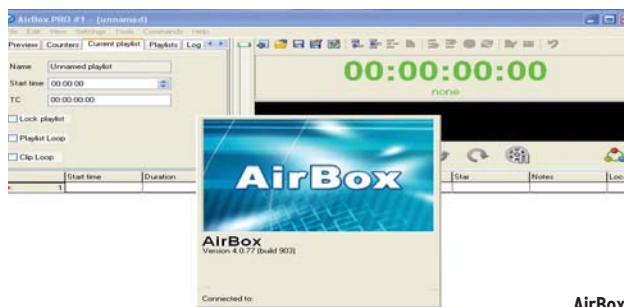 AirBox PRO #1 - (unnamed)
File Edit View Settings Tools Commands Help
Preview Counters Current playlist Playlists Log
Name Unnamed playlist
Start time 00:00:00
TC 00:00:00:00
Lock playlist
Playlist Loop
Clip Loop
00:00:00:00
none
Start time Duration Star Notes Loc
1
AirBox
AirBox
Version 4.0.77 (build 903)
Connected to:
AirBox